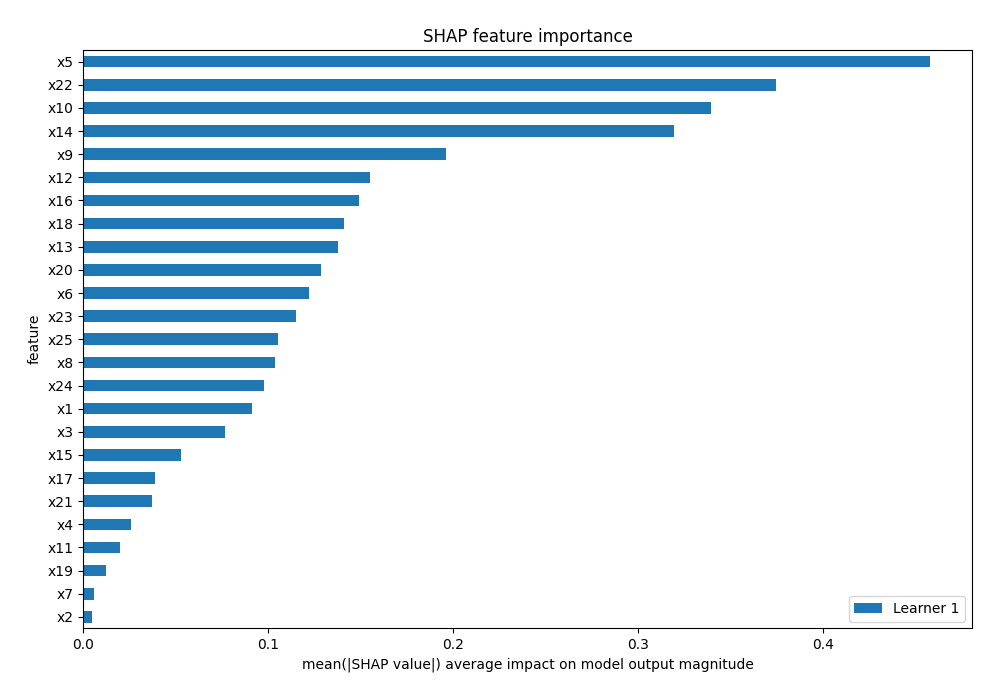 SHAP feature importance
x5
x22
x10
x14
x9
x12
x16
x18
x13
x20
x6
x23
x25
x8
x24
x1
x3
x15
x17
x21
x4
x11
x19
x7
x2
feature
Learner 1
0.0 0.1 0.2 0.3 0.4
mean(|SHAP value|) average impact on model output magnitude